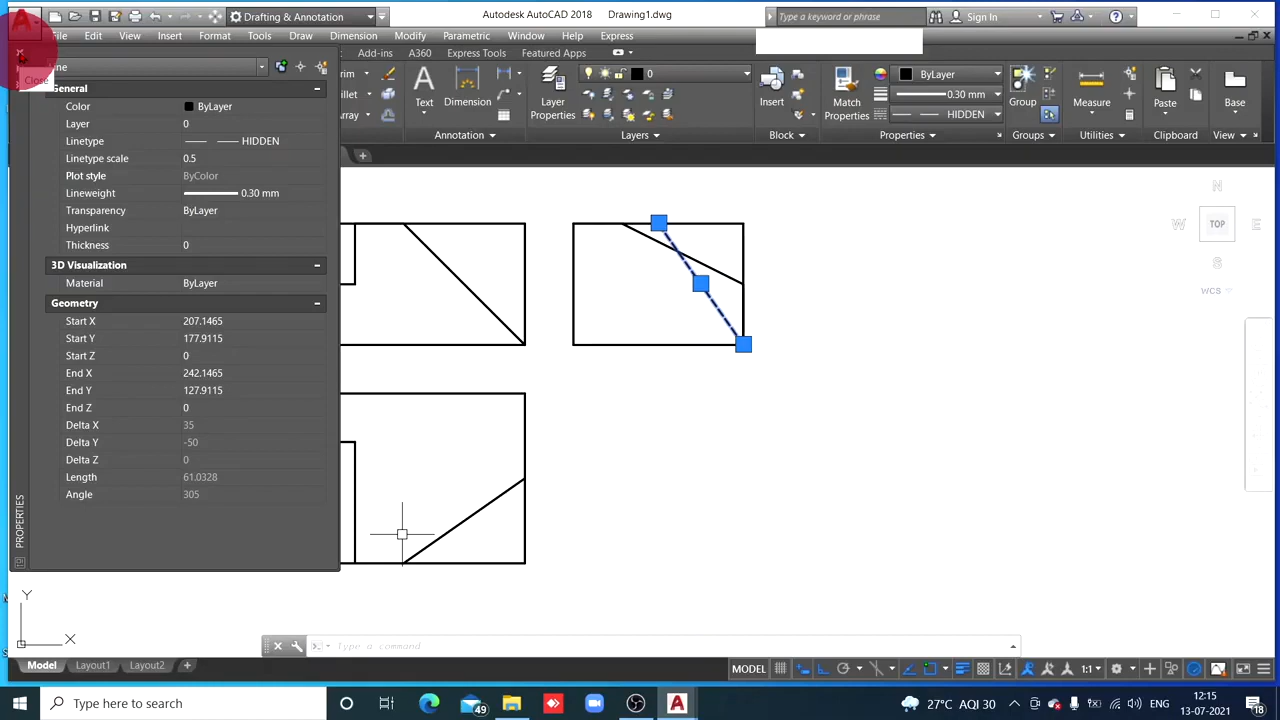 Drafting & Annotation
Autodesk AutoCAD 2018 Drawing1.dwg
Type a keyword or phrase
Sign In
File Edit View Insert Format Tools Draw Dimension Modify Parametric Window Help Express
Add-ins A360 Express Tools Featured Apps
Close
General
Color ByLayer
Layer 0
Linetype HIDDEN
Linetype scale 0.5
Plot style ByColor
Lineweight 0.30 mm
Transparency ByLayer
Hyperlink
Thickness 0
3D Visualization
Material ByLayer
Geometry
Start X 207.1465
Start Y 177.9115
Start Z 0
End X 242.1465
End Y 127.9115
End Z 0
Delta X 35
Delta Y -50
Delta Z 0
Length 61.0328
Angle 305
PROPERTIES
Text
Dimension
Annotation
Layer
Properties
0
Layers
Insert
Block
Match
Properties
ByLayer
0.30 mm
HIDDEN
Properties
Group
Groups
Measure
Utilities
Paste
Clipboard
Base
View
N
W TOP E
S
WCS
Y
X
Type a command
Model Layout1 Layout2
MODEL
1:1
Type here to search
49
27°C AQI 30
ENG
12:15
13-07-2021
18